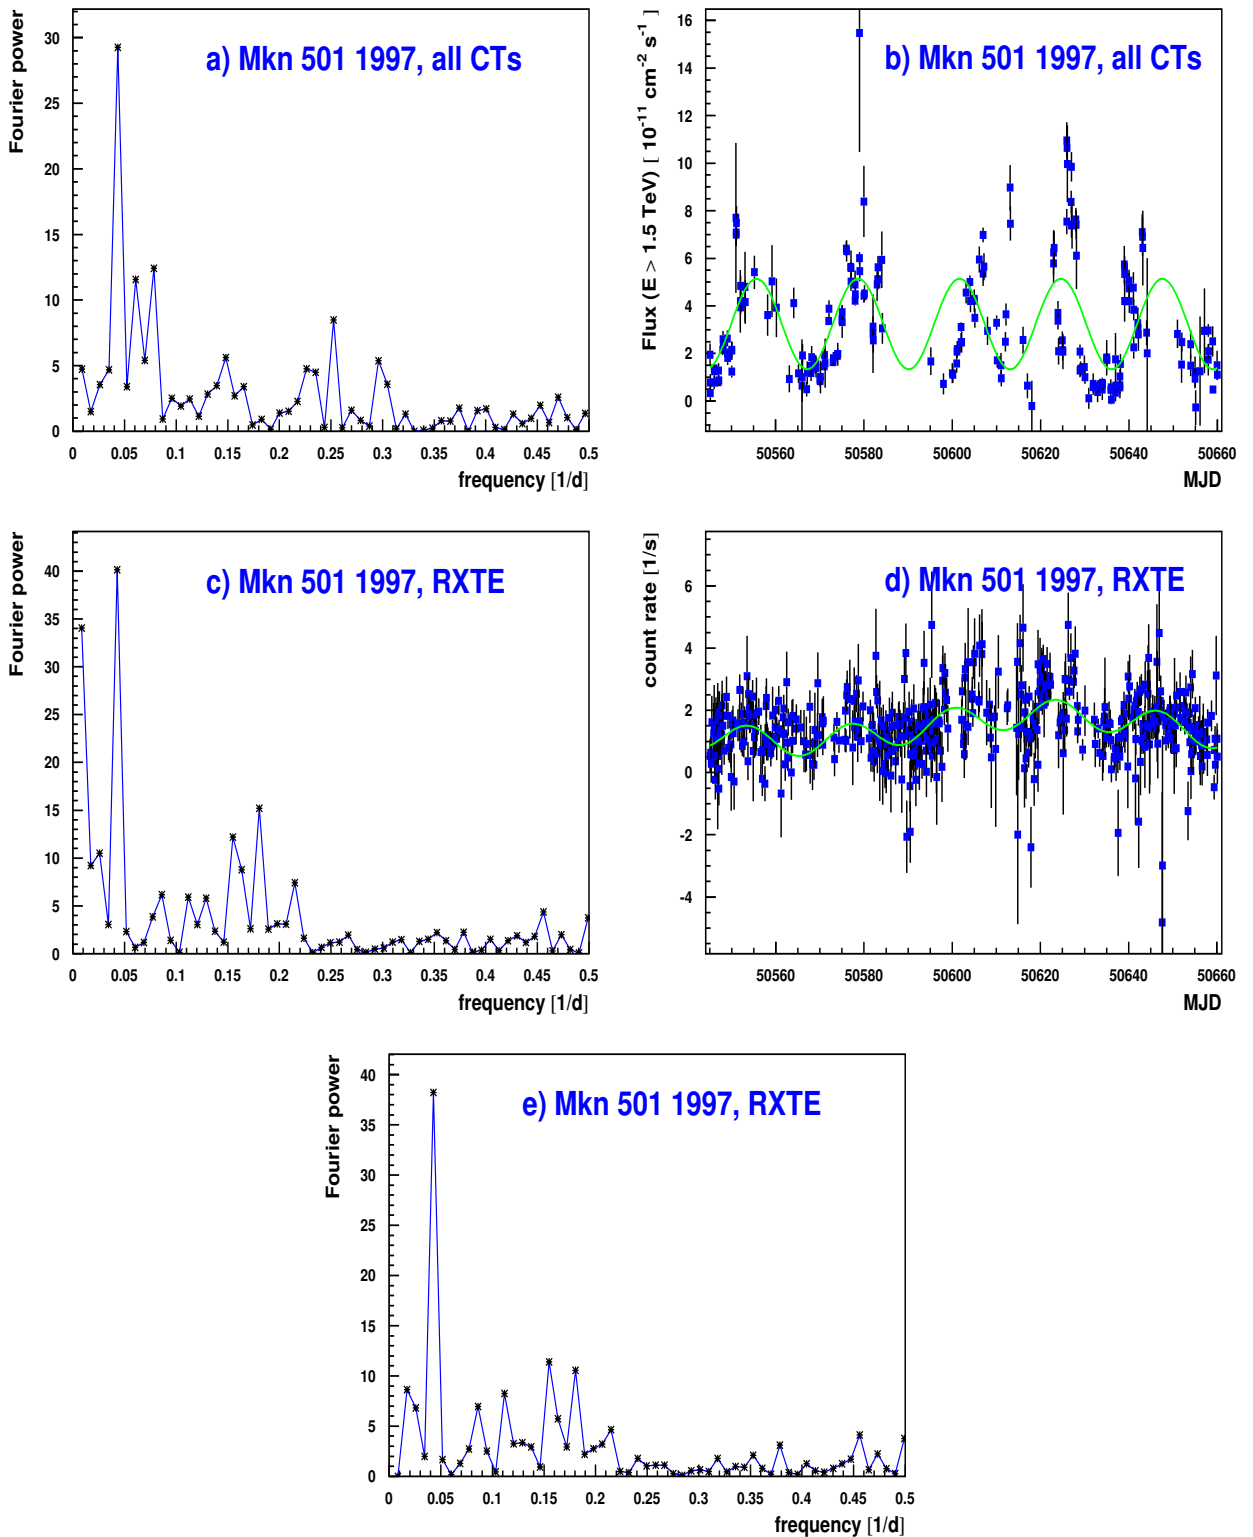 a) Mkn 501 1997, all CTs
Fourier power
30
25
20
15
10
5
0
0 0.05 0.1 0.15 0.2 0.25 0.3 0.35 0.4 0.45 0.5
frequency [1/d]
b) Mkn 501 1997, all CTs
Flux (E > 1.5 TeV) [ 10-11 cm-2 s-1 ]
16
14
12
10
8
6
4
2
0
50560 50580 50600 50620 50640 50660
MJD
c) Mkn 501 1997, RXTE
Fourier power
40
35
30
25
20
15
10
5
0
0 0.05 0.1 0.15 0.2 0.25 0.3 0.35 0.4 0.45 0.5
frequency [1/d]
d) Mkn 501 1997, RXTE
count rate [1/s]
6
4
2
0
-2
-4
50560 50580 50600 50620 50640 50660
MJD
e) Mkn 501 1997, RXTE
Fourier power
40
35
30
25
20
15
10
5
0
0 0.05 0.1 0.15 0.2 0.25 0.3 0.35 0.4 0.45 0.5
frequency [1/d]